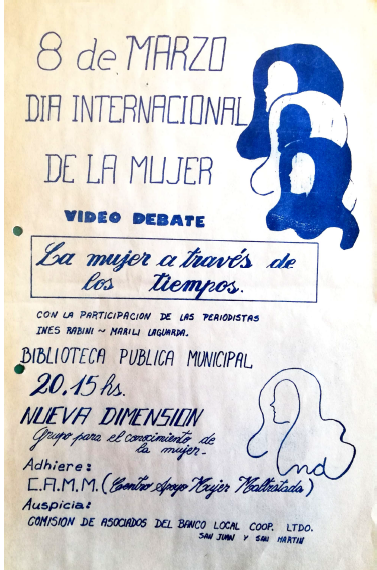 8 de MARZO
DIA INTERNACIONAL
DE LA MUJER
VIDEO DEBATE
La mujer a través de
los tiempos.
CON LA PARTICIPACION DE LAS PERIODISTAS
INES RABINI ~ MARILI LAGUARDA.
BIBLIOTECA PUBLICA MUNICIPAL
20.15 hs.
NUEVA DIMENSION
Grupo para el conocimiento de
la mujer-
nd
Adhiere:
C.A.M.M. (Centro Apoyo Mujer Maltratada)
Auspicia:
COMISION DE ASOCIADOS DEL BANCO LOCAL COOP. LTDO.
SAN JUAN Y SAN MARTIN